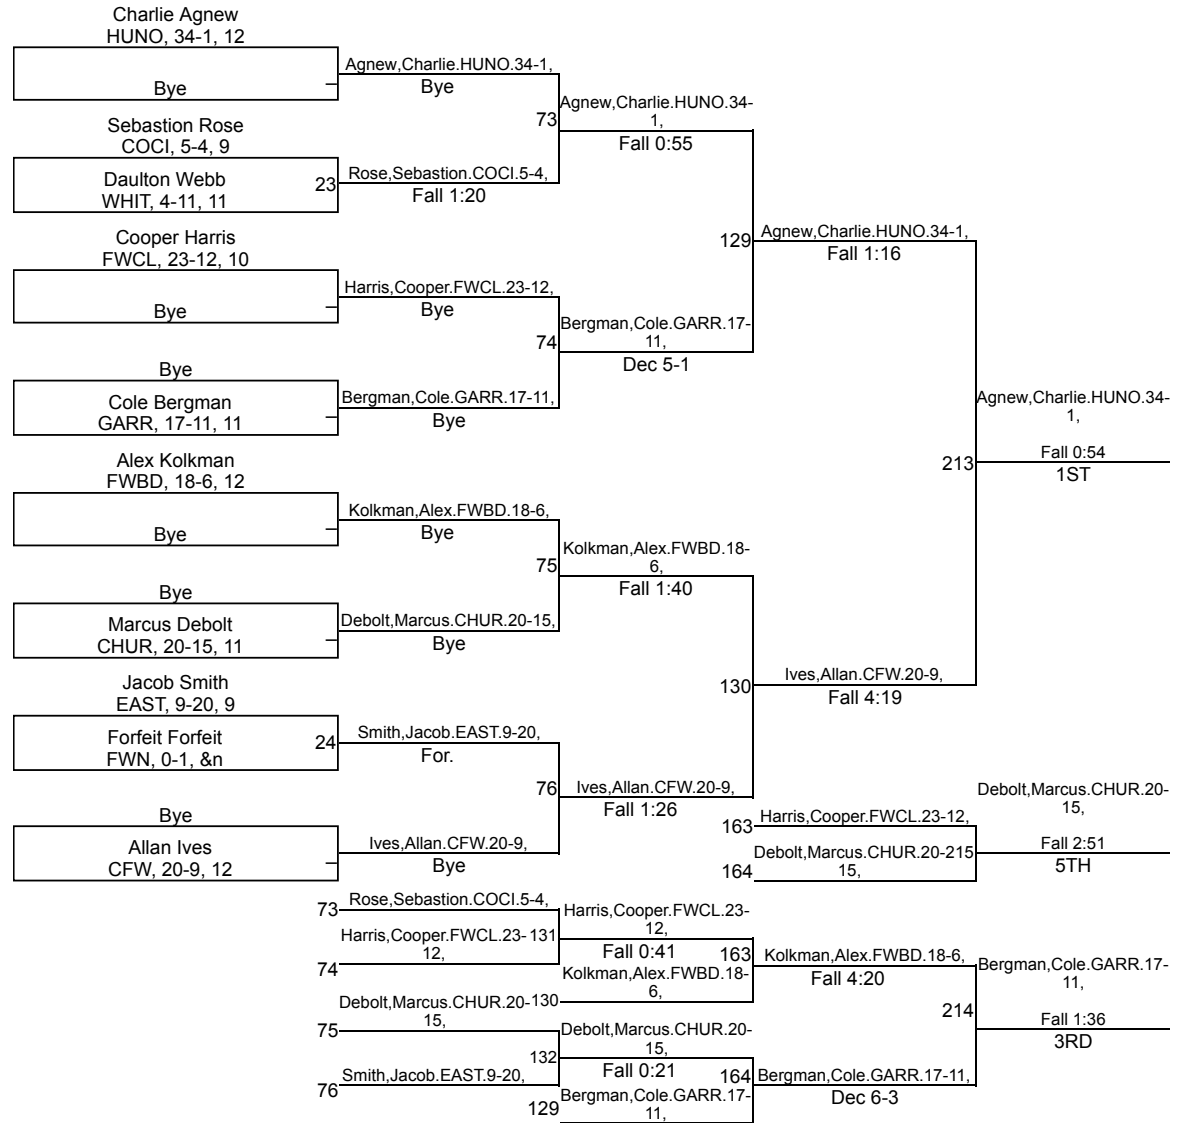 Charlie Agnew
HUNO, 34-1, 12
Agnew,Charlie.HUNO.34-1,
Bye
Bye
Agnew,Charlie.HUNO.34-
1,
73
Fall 0:55
Sebastion Rose
COCI, 5-4, 9
Daulton Webb
WHIT, 4-11, 11
23
Rose,Sebastion.COCI.5-4,
Fall 1:20
129
Agnew,Charlie.HUNO.34-1,
Fall 1:16
Cooper Harris
FWCL, 23-12, 10
Bye
Harris,Cooper.FWCL.23-12,
Bye
74
Bergman,Cole.GARR.17-
11,
Dec 5-1
Bye
Cole Bergman
GARR, 17-11, 11
Bergman,Cole.GARR.17-11,
Bye
Agnew,Charlie.HUNO.34-
1,
213
Fall 0:54
1ST
Alex Kolkman
FWBD, 18-6, 12
Bye
Kolkman,Alex.FWBD.18-6,
Bye
75
Kolkman,Alex.FWBD.18-
6,
Fall 1:40
Bye
Marcus Debolt
CHUR, 20-15, 11
Debolt,Marcus.CHUR.20-15,
Bye
130
Ives,Allan.CFW.20-9,
Fall 4:19
Jacob Smith
EAST, 9-20, 9
Forfeit Forfeit
FWN, 0-1, &n
24
Smith,Jacob.EAST.9-20,
For.
76
Ives,Allan.CFW.20-9,
Fall 1:26
Bye
Allan Ives
CFW, 20-9, 12
Ives,Allan.CFW.20-9,
Bye
163
Harris,Cooper.FWCL.23-12,
Debolt,Marcus.CHUR.20-215
15,
164
Debolt,Marcus.CHUR.20-
15,
Fall 2:51
5TH
73
Rose,Sebastion.COCI.5-4,
Harris,Cooper.FWCL.23-131
12,
74
Harris,Cooper.FWCL.23-
12,
Fall 0:41
163
Kolkman,Alex.FWBD.18-
6,
Kolkman,Alex.FWBD.18-6,
Fall 4:20
Debolt,Marcus.CHUR.20-130
15,
75
132
Debolt,Marcus.CHUR.20-
15,
Fall 0:21
164
76
Smith,Jacob.EAST.9-20,
129
Bergman,Cole.GARR.17-
11,
Bergman,Cole.GARR.17-11,
Dec 6-3
214
Bergman,Cole.GARR.17-
11,
Fall 1:36
3RD